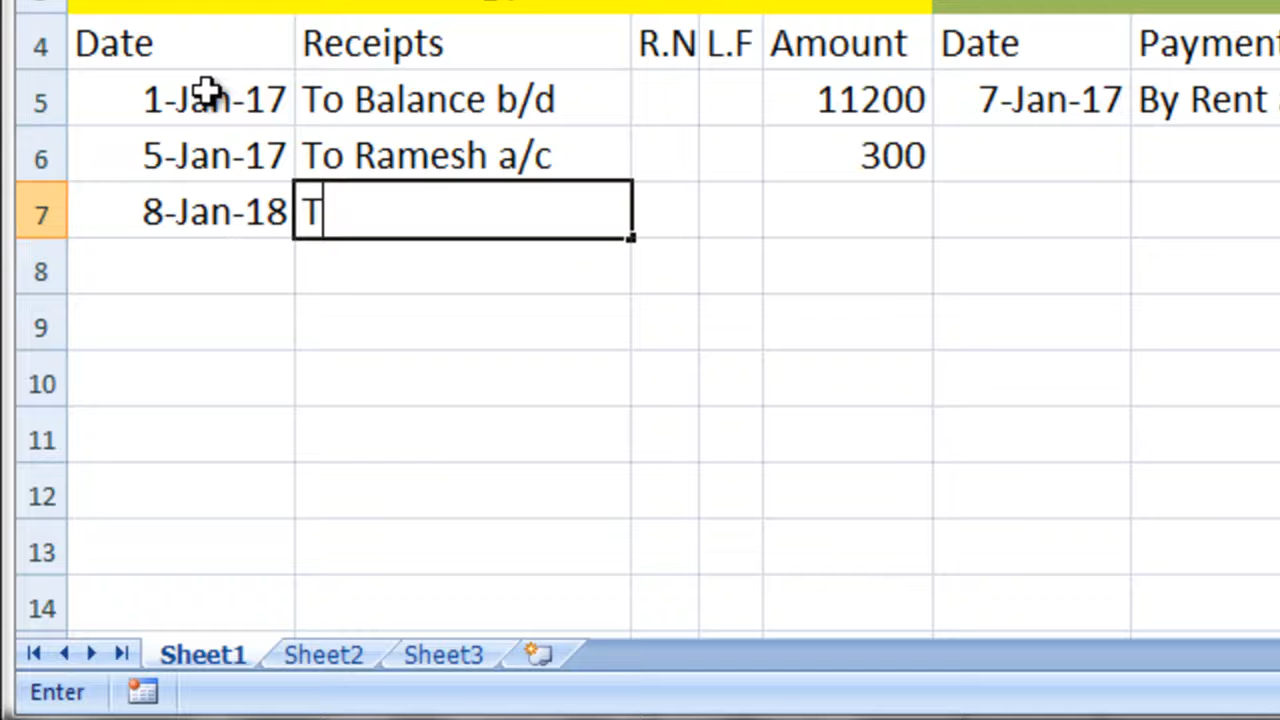 4 Date Receipts R.N L.F Amount Date Payment
5 1-Jan-17 To Balance b/d 11200 7-Jan-17 By Rent
6 5-Jan-17 To Ramesh a/c 300
7 8-Jan-18 T
8
9
10
11
12
13
14
Sheet1 Sheet2 Sheet3
Enter